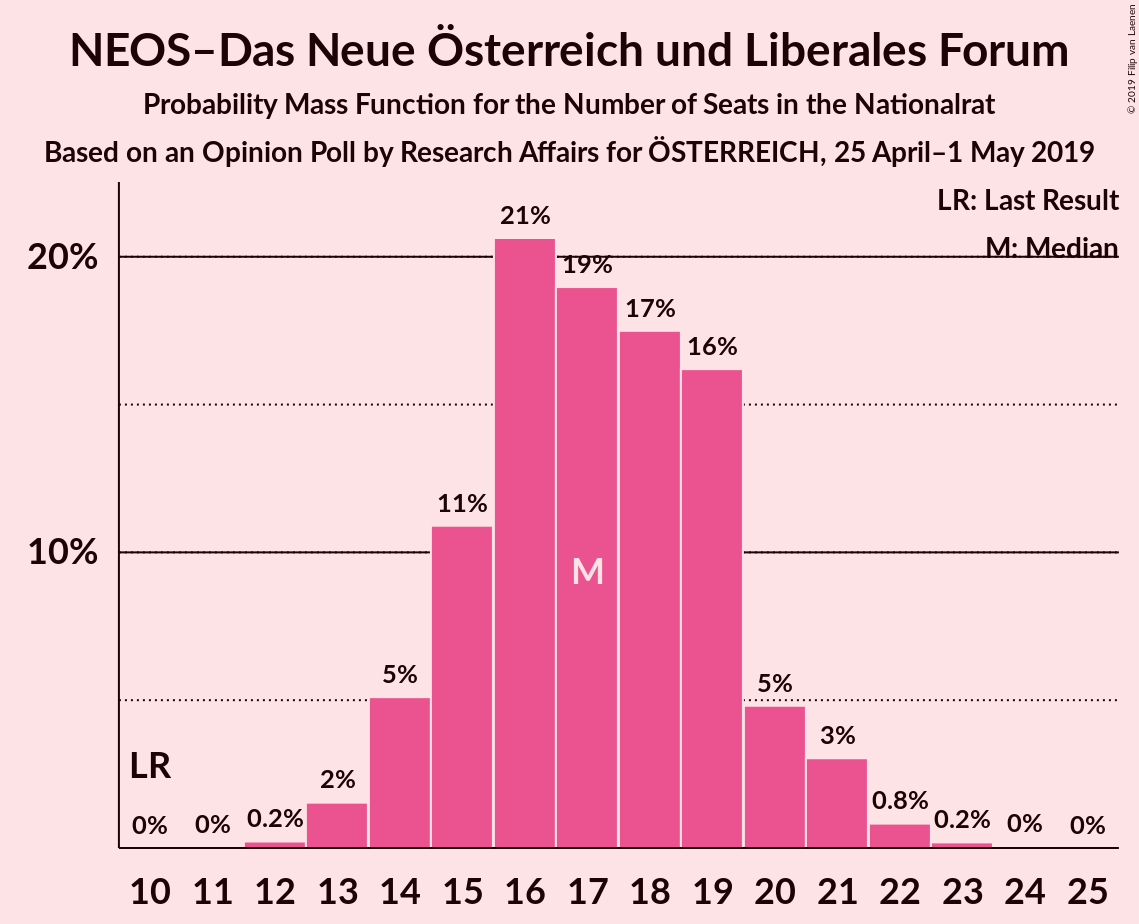 NEOS–Das Neue Österreich und Liberales Forum
Probability Mass Function for the Number of Seats in the Nationalrat
Based on an Opinion Poll by Research Affairs for ÖSTERREICH, 25 April–1 May 2019
© 2019 Filip van Laenen
LR: Last Result
M: Median
20%
10%
21%
19%
17%
16%
11%
M
5%
5%
3%
LR
2%
0.8%
0% 0% 0.2% 0.2% 0% 0%
10 11 12 13 14 15 16 17 18 19 20 21 22 23 24 25